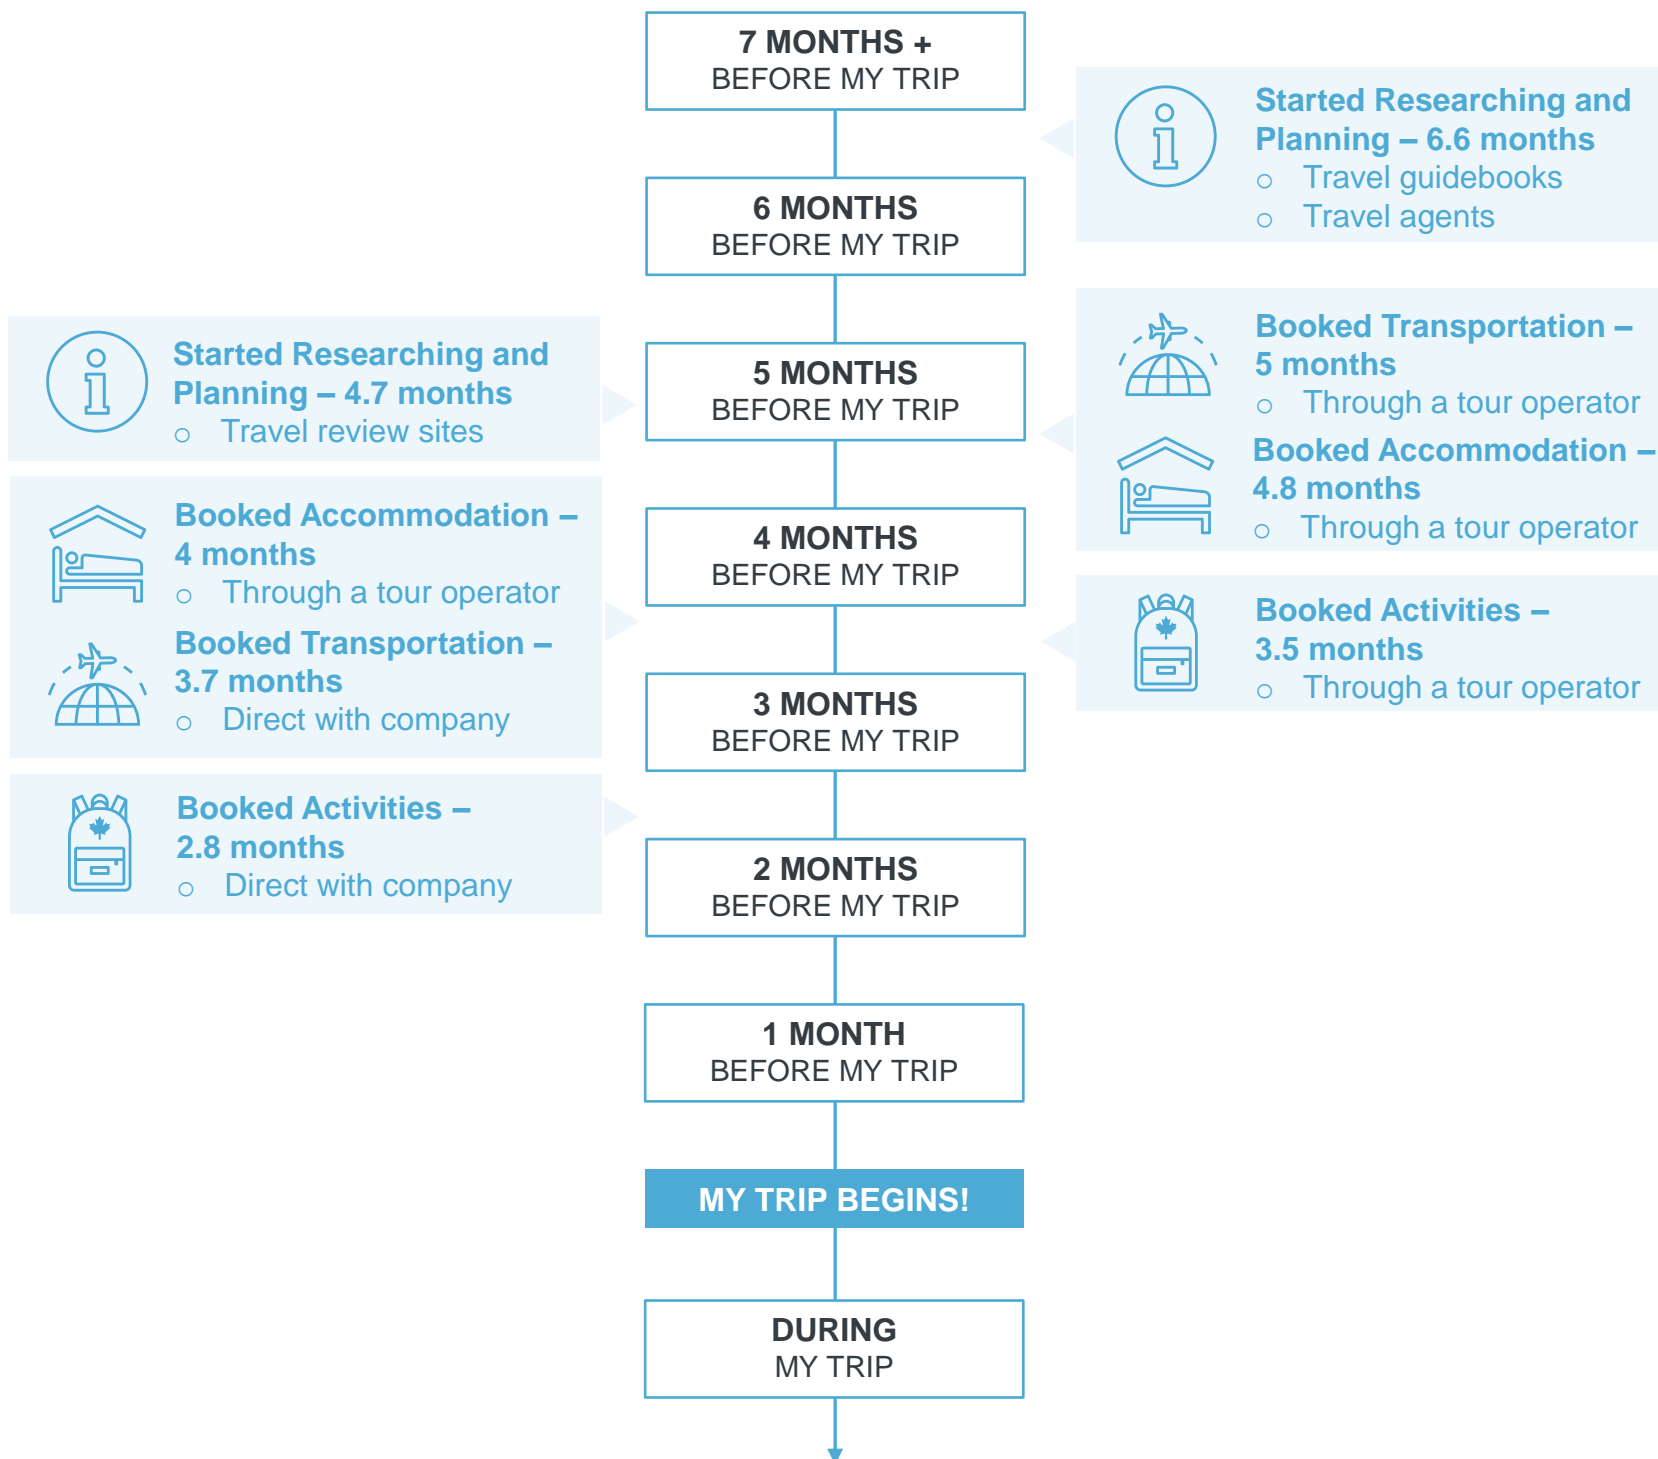 7 MONTHS +
BEFORE MY TRIP
Started Researching and
Planning – 6.6 months
○ Travel guidebooks
○ Travel agents
6 MONTHS
BEFORE MY TRIP
Started Researching and
Planning – 4.7 months
○ Travel review sites
5 MONTHS
BEFORE MY TRIP
Booked Transportation –
5 months
○ Through a tour operator
Booked Accommodation –
4.8 months
○ Through a tour operator
Booked Accommodation –
4 months
○ Through a tour operator
Booked Transportation –
3.7 months
○ Direct with company
4 MONTHS
BEFORE MY TRIP
Booked Activities –
3.5 months
○ Through a tour operator
3 MONTHS
BEFORE MY TRIP
Booked Activities –
2.8 months
○ Direct with company
2 MONTHS
BEFORE MY TRIP
1 MONTH
BEFORE MY TRIP
MY TRIP BEGINS!
DURING
MY TRIP